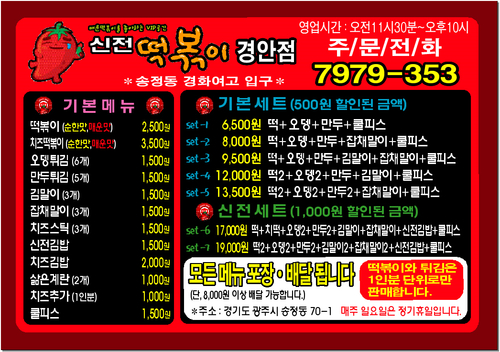 매운떡볶이를 좋아하는 VIP공간
신전 떡볶이 경안점
*송정동 경화여고 입구*
영업시간 : 오전11시30분~오후10시
주/문/전/화
7979-353
기본메뉴
떡볶이 (순한맛,매운맛) 2,500원
치즈떡볶이 (순한맛,매운맛) 3,500원
오뎅튀김 (6개) 1,500원
만두튀김 (5개) 1,500원
김말이 (3개) 1,500원
잡채말이 (3개) 1,500원
치즈스틱 (3개) 1,500원
신전김밥 1,500원
치즈김밥 2,000원
삶은계란 (2개) 1,000원
치즈추가 (1인분) 1,000원
쿨피스 1,500원
기본세트 (500원 할인된 금액)
set-1 6,500원 떡+오뎅+만두+쿨피스
set-2 8,000원 떡+오뎅+만두+잡채말이+쿨피스
set-3 9,500원 떡+오뎅+만두+김말이+잡채말이+쿨피스
set-4 12,000원 떡2+오뎅2+만두+김말이+쿨피스
set-5 13,500원 떡2+오뎅2+만두2+잡채말이+쿨피스
신전세트 (1,000원 할인된 금액)
set-6 17,000원 떡+치떡+오뎅2+만두2+김말이+잡채말이+신전김밥+쿨피스
set-7 19,000원 떡2+오뎅2+만두2+김말이2+잡채말이2+신전김밥+쿨피스
모든메뉴 포장·배달 됩니다
(단, 8,000원 이상 배달 가능합니다.)
떡볶이와 튀김은
1인분 단위로만
판매합니다.
*주소 : 경기도 광주시 송정동 70-1 매주 일요일은 정기휴일입니다.